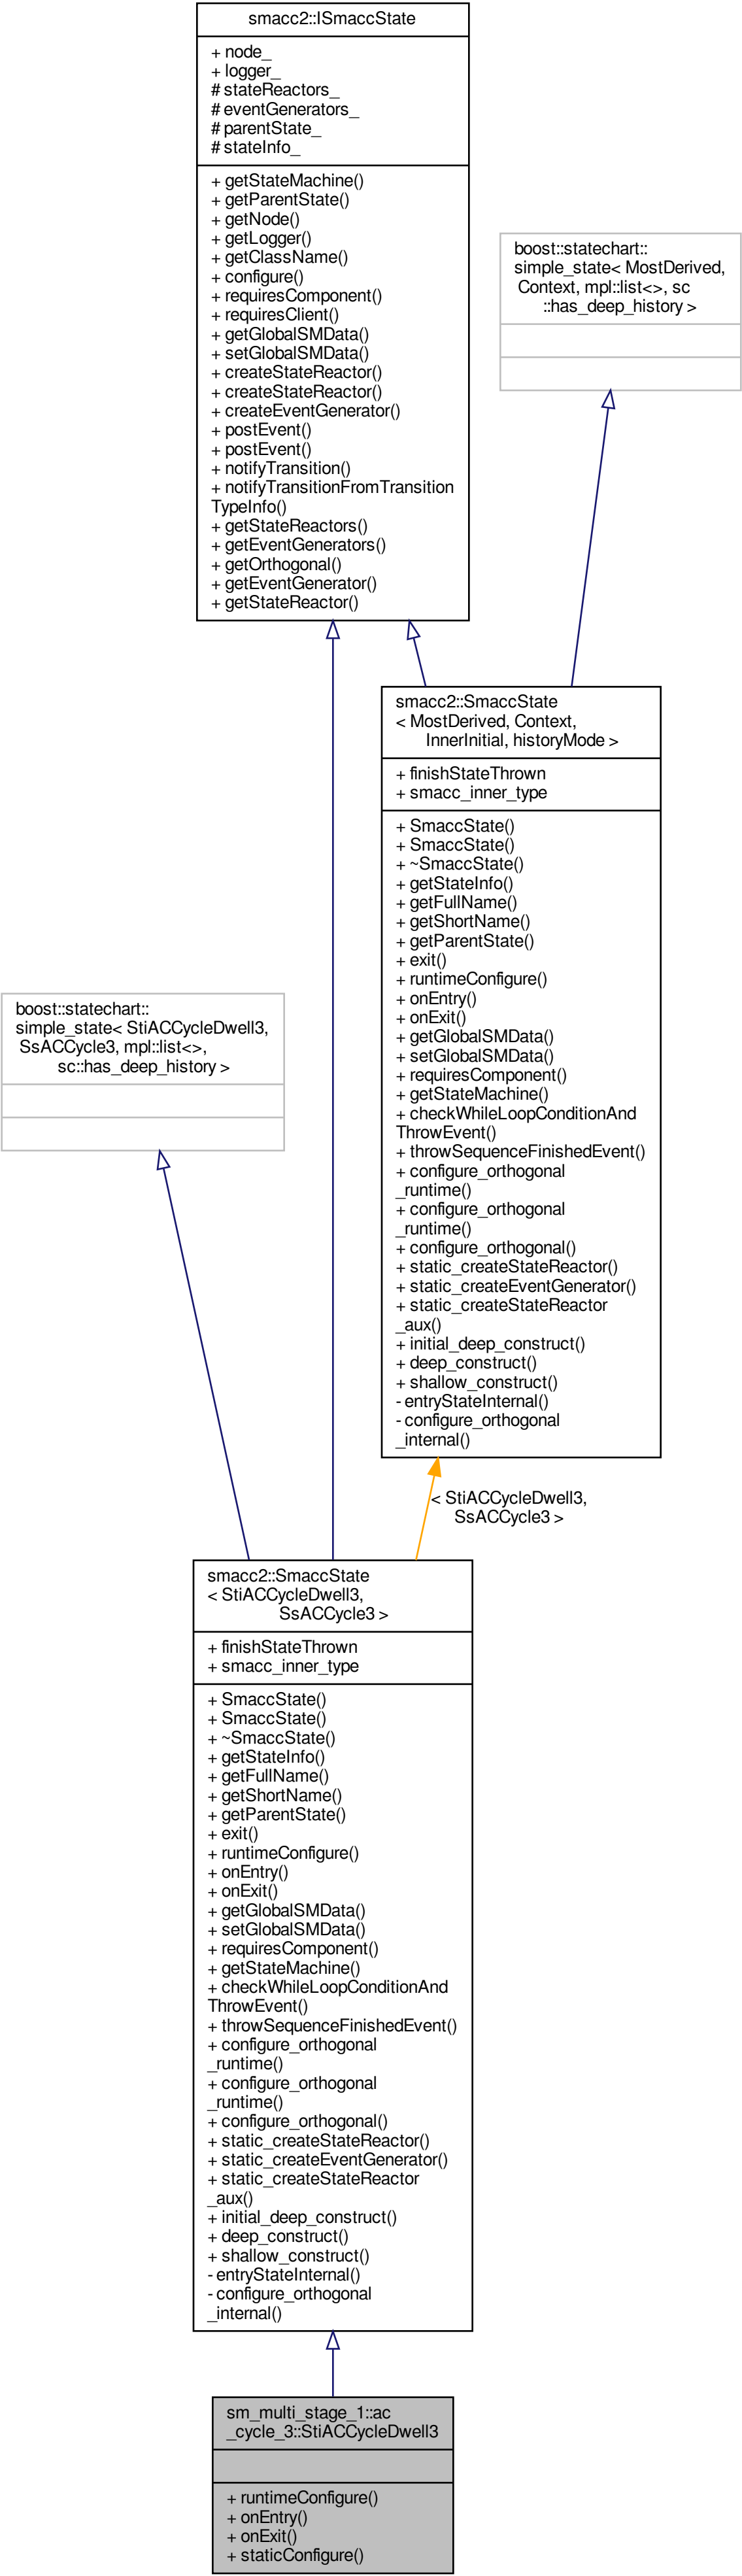 smacc2::ISmaccState
+ node_
+ logger_
# stateReactors_
# eventGenerators_
# parentState_
# stateInfo_
+ getStateMachine()
+ getParentState()
+ getNode()
+ getLogger()
+ getClassName()
+ configure()
+ requiresComponent()
+ requiresClient()
+ getGlobalSMData()
+ setGlobalSMData()
+ createStateReactor()
+ createStateReactor()
+ createEventGenerator()
+ postEvent()
+ postEvent()
+ notifyTransition()
+ notifyTransitionFromTransition
TypeInfo()
+ getStateReactors()
+ getEventGenerators()
+ getOrthogonal()
+ getEventGenerator()
+ getStateReactor()
boost::statechart::
simple_state< MostDerived,
Context, mpl::list<>, sc
::has_deep_history >
smacc2::SmaccState
< MostDerived, Context,
InnerInitial, historyMode >
+ finishStateThrown
+ smacc_inner_type
+ SmaccState()
+ SmaccState()
+ ~SmaccState()
+ getStateInfo()
+ getFullName()
+ getShortName()
+ getParentState()
+ exit()
+ runtimeConfigure()
+ onEntry()
+ onExit()
+ getGlobalSMData()
+ setGlobalSMData()
+ requiresComponent()
+ getStateMachine()
+ checkWhileLoopConditionAnd
ThrowEvent()
+ throwSequenceFinishedEvent()
+ configure_orthogonal
_runtime()
+ configure_orthogonal
_runtime()
+ configure_orthogonal()
+ static_createStateReactor()
+ static_createEventGenerator()
+ static_createStateReactor
_aux()
+ initial_deep_construct()
+ deep_construct()
+ shallow_construct()
- entryStateInternal()
- configure_orthogonal
_internal()
boost::statechart::
simple_state< StiACCycleDwell3,
SsACCycle3, mpl::list<>,
sc::has_deep_history >
< StiACCycleDwell3,
SsACCycle3 >
smacc2::SmaccState
< StiACCycleDwell3,
SsACCycle3 >
+ finishStateThrown
+ smacc_inner_type
+ SmaccState()
+ SmaccState()
+ ~SmaccState()
+ getStateInfo()
+ getFullName()
+ getShortName()
+ getParentState()
+ exit()
+ runtimeConfigure()
+ onEntry()
+ onExit()
+ getGlobalSMData()
+ setGlobalSMData()
+ requiresComponent()
+ getStateMachine()
+ checkWhileLoopConditionAnd
ThrowEvent()
+ throwSequenceFinishedEvent()
+ configure_orthogonal
_runtime()
+ configure_orthogonal
_runtime()
+ configure_orthogonal()
+ static_createStateReactor()
+ static_createEventGenerator()
+ static_createStateReactor
_aux()
+ initial_deep_construct()
+ deep_construct()
+ shallow_construct()
- entryStateInternal()
- configure_orthogonal
_internal()
sm_multi_stage_1::ac
_cycle_3::StiACCycleDwell3
+ runtimeConfigure()
+ onEntry()
+ onExit()
+ staticConfigure()